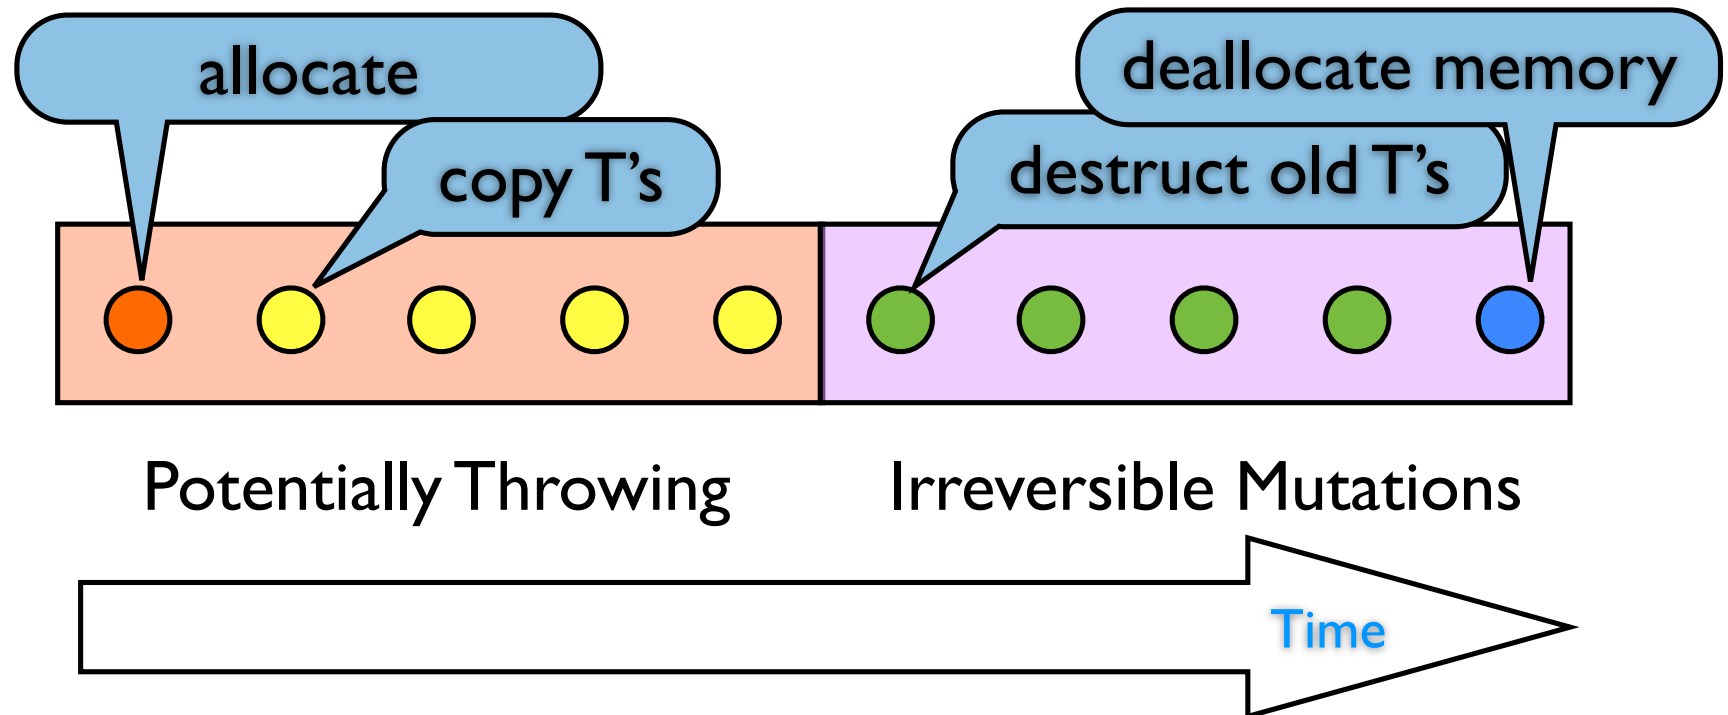 allocate
deallocate memory
copy T’s
destruct old T’s
Potentially Throwing
Irreversible Mutations
Time